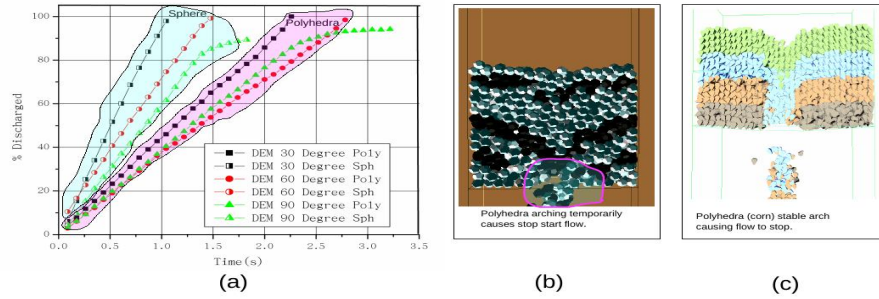 100
80
60
40
20
0
% Discharged
Sphere
Polyhedra
DEM 30 Degree Poly
DEM 30 Degree Sph
DEM 60 Degree Poly
DEM 60 Degree Sph
DEM 90 Degree Poly
DEM 90 Degree Sph
0.0 0.5 1.0 1.5 2.0 2.5 3.0 3.5
Time(s)
(a)
Polyhedra arching temporarily
causes stop start flow.
(b)
Polyhedra (corn) stable arch
causing flow to stop.
(c)